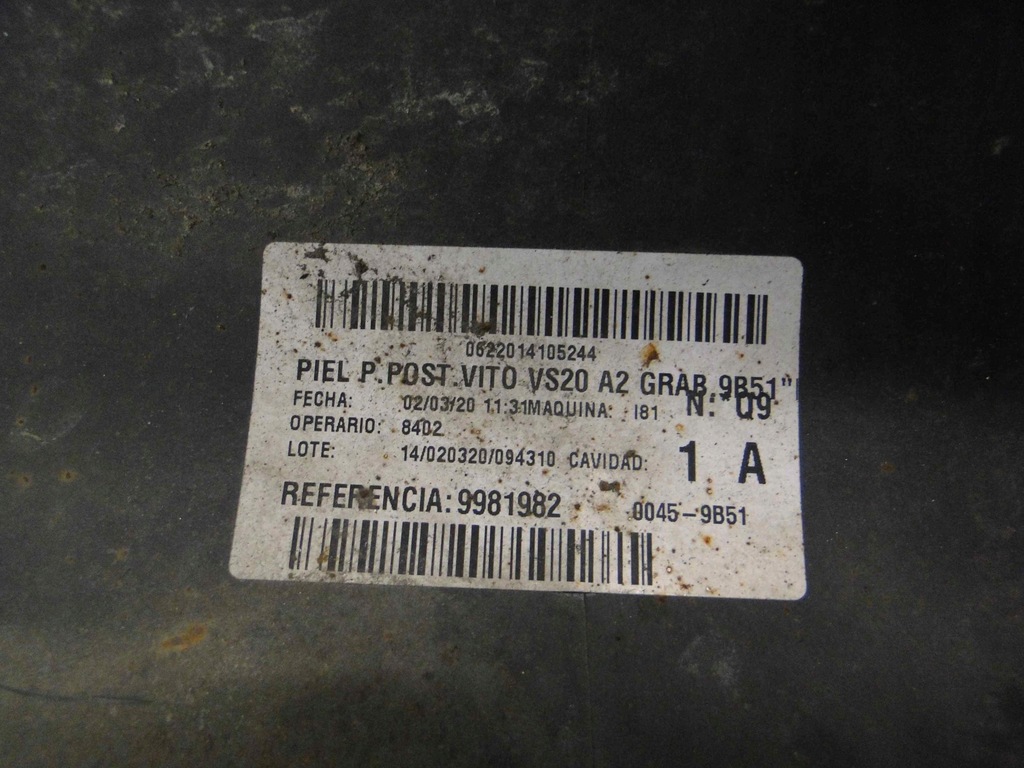 0622014105244
PIEL P.POST.VITO VS20 A2 GRAB.9B51"
FECHA: 02/03/20 11:31MAQUINA: I81 N.° 09
OPERARIO: 8402
LOTE: 14/020320/094310 CAVIDAD: 1 A
REFERENCIA: 9981982 0045-9B51